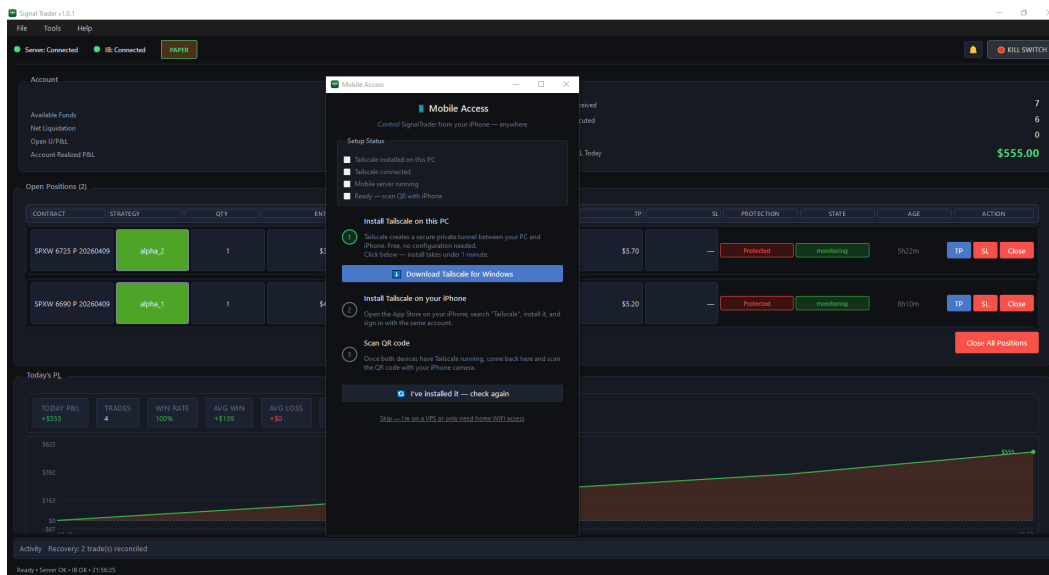 Signal Trader v1.0.1
File Tools Help
Server: Connected IB: Connected PAPER
KILL SWITCH
Account
Available Funds
Net Liquidation
Open U/P&L
Account Realized P&L
ceived 7
cuted 6
0
L Today $555.00
Mobile Access
Mobile Access
Control SignalTrader from your iPhone — anywhere
Setup Status
Tailscale installed on this PC
Tailscale connected
Mobile server running
Ready — scan QR with iPhone
1
Install Tailscale on this PC
Tailscale creates a secure private tunnel between your PC and
iPhone. Free, no configuration needed.
Click below — install takes under 1 minute.
Download Tailscale for Windows
2
Install Tailscale on your iPhone
Open the App Store on your iPhone, search "Tailscale", install it, and
sign in with the same account.
3
Scan QR code
Once both devices have Tailscale running, come back here and scan
the QR code with your iPhone camera.
I've installed it — check again
Skip — I'm on a VPS or only need home WiFi access
Open Positions (2)
CONTRACT STRATEGY QTY ENT TP SL PROTECTION STATE AGE ACTION
SPXW 6725 P 20260409 alpha_2 1 $3 $5.70 — Protected monitoring 5h22m TP SL Close
SPXW 6690 P 20260409 alpha_1 1 $4 $5.20 — Protected monitoring 8h10m TP SL Close
Close All Positions
Today's PL
TODAY P&L TRADES WIN RATE AVG WIN AVG LOSS
+$555 4 100% +$139 +$0
$622
$392
$163
$0
-$67
$555
Activity Recovery: 2 trade(s) reconciled
Ready • Server OK • IB OK • 21:56:25